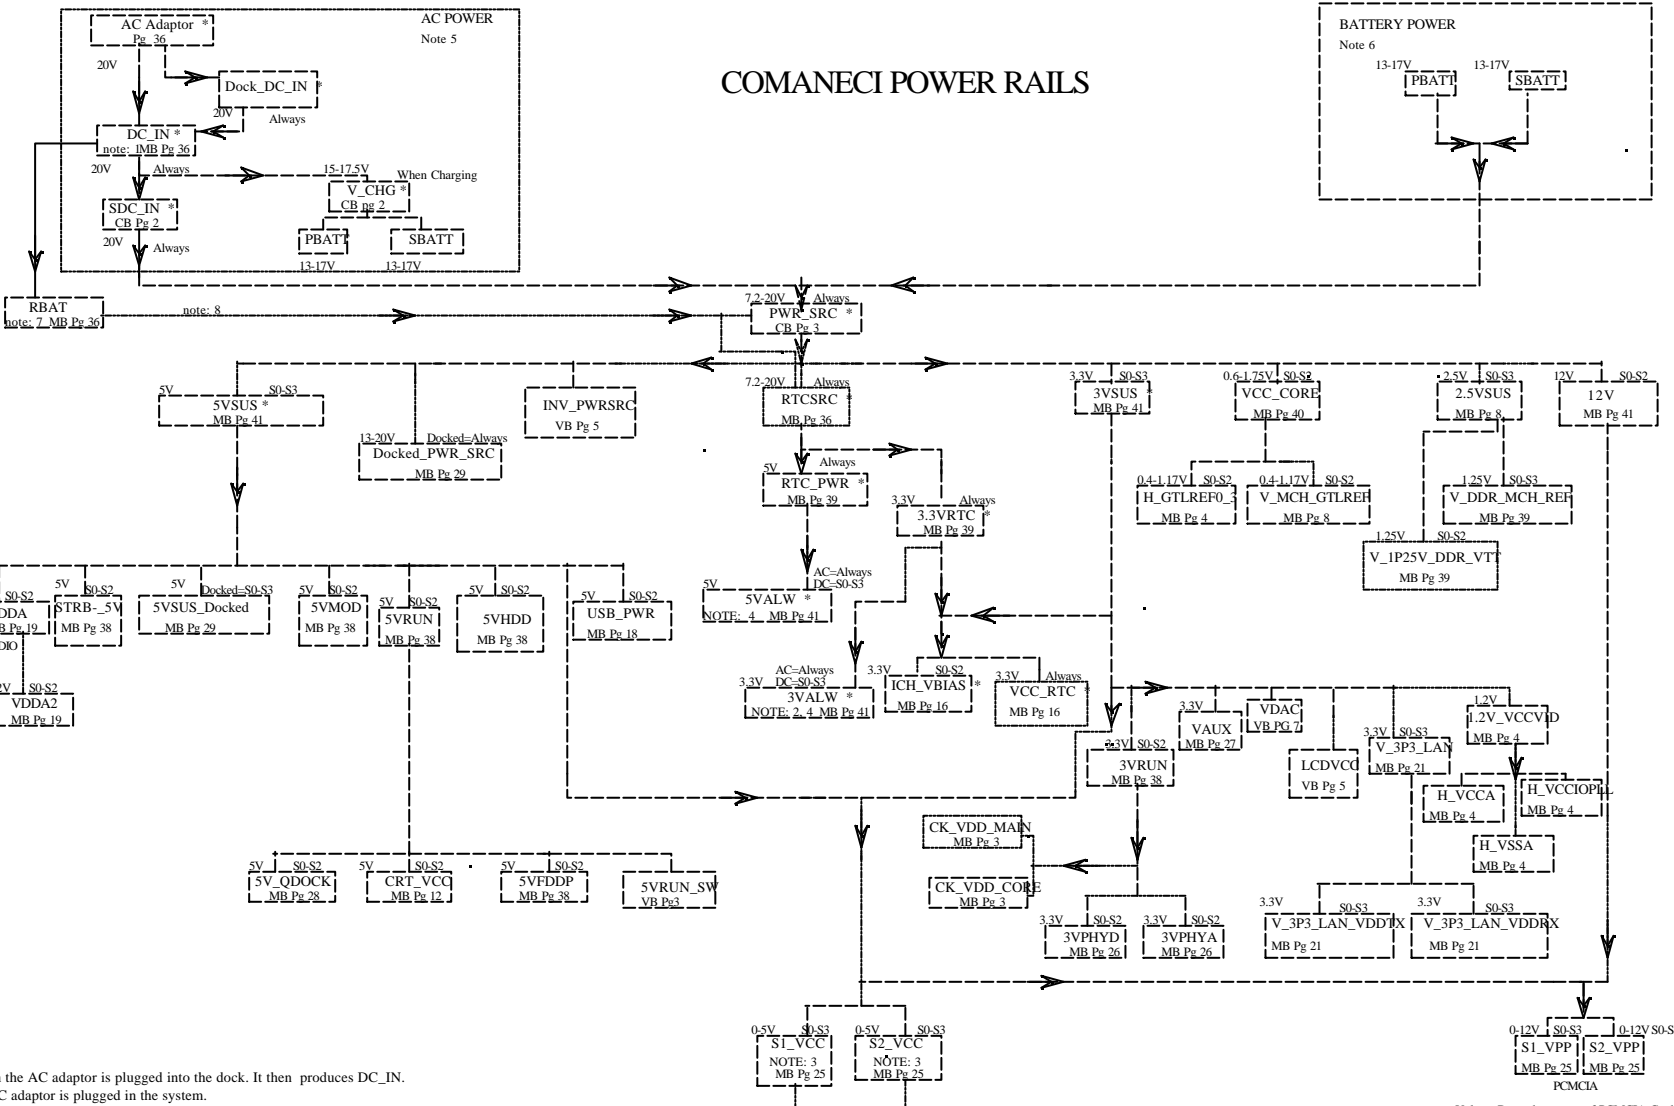 AC Adaptor *
Pg 36
AC POWER
Note 5
20V
Dock_DC_IN *
20V
Always
DC_IN *
note: 1MB Pg 36
20V
Always
15-17.5V
When Charging
V_CHG *
SDC_IN *
CB Pg 2
20V
Always
PBATT
SBATT
13-17V
13-17V
COMANECI POWER RAILS
BATTERY POWER
Note 6
13-17V
PBATT
13-17V
SBATT
RBAT
note: 7 MB Pg 36
note: 8
7.2-20V
Always
PWR_SRC *
CB Pg 3
5V
S0-S3
5VSUS *
MB Pg 41
13-20V
Docked=Always
Docked_PWR_SRC
MB Pg 29
INV_PWRSRC
VB Pg 5
7.2-20V
Always
RTCSRC *
MB Pg 36
5V
Always
RTC_PWR *
MB Pg 39
3.3V
Always
3.3VRTC *
MB Pg 39
3.3V
S0-S3
3VSUS *
MB Pg 41
0.6-1.75V
S0-S2
VCC_CORE
MB Pg 40
2.5V
S0-S3
2.5VSUS
MB Pg 8
12V
S0-S2
12V
MB Pg 41
0.4-1.17V
S0-S2
H_GTLREF0_3
MB Pg 4
0.4-1.17V
S0-S2
V_MCH_GTLREF
MB Pg 8
1.25V
S0-S3
V_DDR_MCH_REF
MB Pg 39
1.25V
S0-S2
V_1P25V_DDR_VTT
MB Pg 39
S0-S2
DDA
B Pg 19
DIO
2V
S0-S2
VDDA2
MB Pg 19
5V
S0-S2
STRB-_5V
MB Pg 38
5V
Docked=S0-S3
5VSUS_Docked
MB Pg 29
5V
S0-S2
5VMOD
MB Pg 38
5V
S0-S2
5VRUN
MB Pg 38
5V
S0-S2
5VHDD
MB Pg 38
5V
S0-S2
USB_PWR
MB Pg 18
AC=Always
DC=S0-S3
5V
5VALW *
NOTE: 4 MB Pg 41
AC=Always
DC=S0-S3
3.3V
3VALW *
NOTE: 2, 4 MB Pg 41
3.3V
S0-S2
ICH_VBIAS *
MB Pg 16
3.3V
Always
VCC_RTC *
MB Pg 16
3.3V
S0-S2
3VRUN
MB Pg 38
3.3V
VAUX
MB Pg 27
VDAC
VB PG 7
LCDVCC
VB Pg 5
3.3V
S0-S3
V_3P3_LAN
MB Pg 21
1.2V
1.2V_VCCVID
MB Pg 4
H_VCCA
MB Pg 4
H_VCCIOPLL
MB Pg 4
H_VSSA
MB Pg 4
CK_VDD_MAIN
MB Pg 3
CK_VDD_CORE
MB Pg 3
5V
S0-S2
5V_QDOCK
MB Pg 28
5V
S0-S2
CRT_VCC
MB Pg 12
5V
S0-S2
5VFDDP
MB Pg 38
5VRUN_SW
VB Pg3
3.3V
S0-S2
3VPHYD
MB Pg 26
3.3V
S0-S2
3VPHYA
MB Pg 26
3.3V
S0-S3
V_3P3_LAN_VDDTX
MB Pg 21
3.3V
S0-S3
V_3P3_LAN_VDDRX
MB Pg 21
0-5V
S0-S3
S1_VCC
NOTE: 3
MB Pg 25
0-5V
S0-S3
S2_VCC
NOTE: 3
MB Pg 25
0-12V
S0-S3
S1_VPP
MB Pg 25
0-12V S0-S
S2_VPP
MB Pg 25
PCMCIA
the AC adaptor is plugged into the dock. It then produces DC_IN.
C adaptor is plugged in the system.